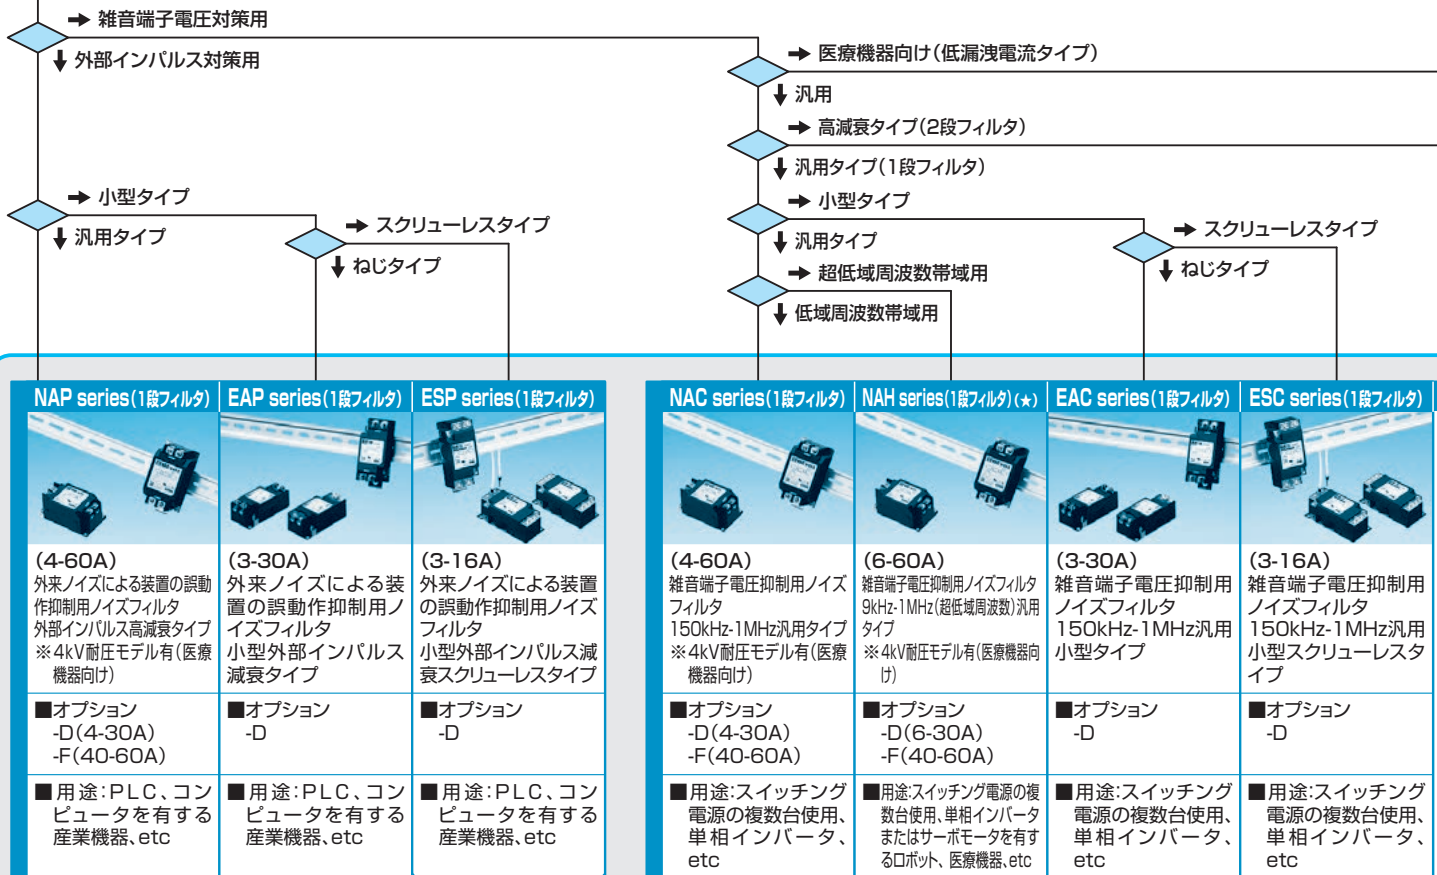 ➡ 雑音端子電圧対策用
⬇ 外部インパルス対策用
➡ 医療機器向け(低漏洩電流タイプ)
⬇ 汎用
➡ 高減衰タイプ(2段フィルタ)
⬇ 汎用タイプ(1段フィルタ)
➡ 小型タイプ
⬇ 汎用タイプ
➡ スクリューレスタイプ
⬇ ねじタイプ
➡ 小型タイプ
⬇ 汎用タイプ
➡ スクリューレスタイプ
⬇ ねじタイプ
➡ 超低域周波数帯域用
⬇ 低域周波数帯域用
NAP series(1段フィルタ)
(4-60A)
外来ノイズによる装置の誤動
作抑制用ノイズフィルタ
外部インパルス高減衰タイプ
※4kV耐圧モデル有(医療
機器向け)
■オプション
-D(4-30A)
-F(40-60A)
■用途:PLC、コン
ピュータを有する
産業機器、etc
EAP series(1段フィルタ)
(3-30A)
外来ノイズによる装
置の誤動作抑制用ノ
イズフィルタ
小型外部インパルス
減衰タイプ
■オプション
-D
■用途:PLC、コン
ピュータを有する
産業機器、etc
ESP series(1段フィルタ)
(3-16A)
外来ノイズによる装置
の誤動作抑制用ノイズ
フィルタ
小型外部インパルス減
衰スクリューレスタイプ
■オプション
-D
■用途:PLC、コン
ピュータを有する
産業機器、etc
NAC series(1段フィルタ)
(4-60A)
雑音端子電圧抑制用ノイズ
フィルタ
150kHz-1MHz汎用タイプ
※4kV耐圧モデル有(医療
機器向け)
■オプション
-D(4-30A)
-F(40-60A)
■用途:スイッチング
電源の複数台使用、
単相インバータ、
etc
NAH series(1段フィルタ)(★)
(6-60A)
雑音端子電圧抑制用ノイズフィルタ
9kHz-1MHz(超低域周波数)汎用
タイプ
※4kV耐圧モデル有(医療機器向
け)
■オプション
-D(6-30A)
-F(40-60A)
■用途:スイッチング電源の複
数台使用、単相インバータ
またはサーボモータを有す
るロボット、医療機器、etc
EAC series(1段フィルタ)
(3-30A)
雑音端子電圧抑制用
ノイズフィルタ
150kHz-1MHz汎用
小型タイプ
■オプション
-D
■用途:スイッチング
電源の複数台使用、
単相インバータ、
etc
ESC series(1段フィルタ)
(3-16A)
雑音端子電圧抑制用
ノイズフィルタ
150kHz-1MHz汎用
小型スクリューレスタ
イプ
■オプション
-D
■用途:スイッチング
電源の複数台使用、
単相インバータ、
etc